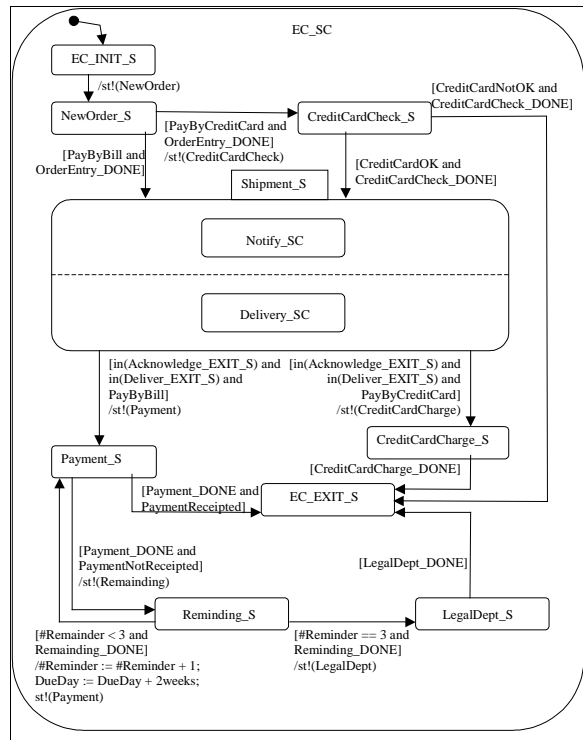 EC_SC
EC_INIT_S
/st!(NewOrder)
NewOrder_S
[PayByCreditCard and
OrderEntry_DONE]
/st!(CreditCardCheck)
CreditCardCheck_S
[CreditCardNotOK and
CreditCardCheck_DONE]
[PayByBill and
OrderEntry_DONE]
[CreditCardOK and
CreditCardCheck_DONE]
Shipment_S
Notify_SC
Delivery_SC
[in(Acknowledge_EXIT_S) and
in(Deliver_EXIT_S) and
PayByBill]
/st!(Payment)
[in(Acknowledge_EXIT_S) and
in(Deliver_EXIT_S) and
PayByCreditCard]
/st!(CreditCardCharge)
Payment_S
CreditCardCharge_S
[CreditCardCharge_DONE]
[Payment_DONE and
PaymentReceipted]
EC_EXIT_S
[Payment_DONE and
PaymentNotReceipted]
/st!(Remainding)
[LegalDept_DONE]
Reminding_S
LegalDept_S
[#Remainder < 3 and
Remainding_DONE]
/#Reminder := #Reminder + 1;
DueDay := DueDay + 2weeks;
st!(Payment)
[#Reminder == 3 and
Reminding_DONE]
/st!(LegalDept)